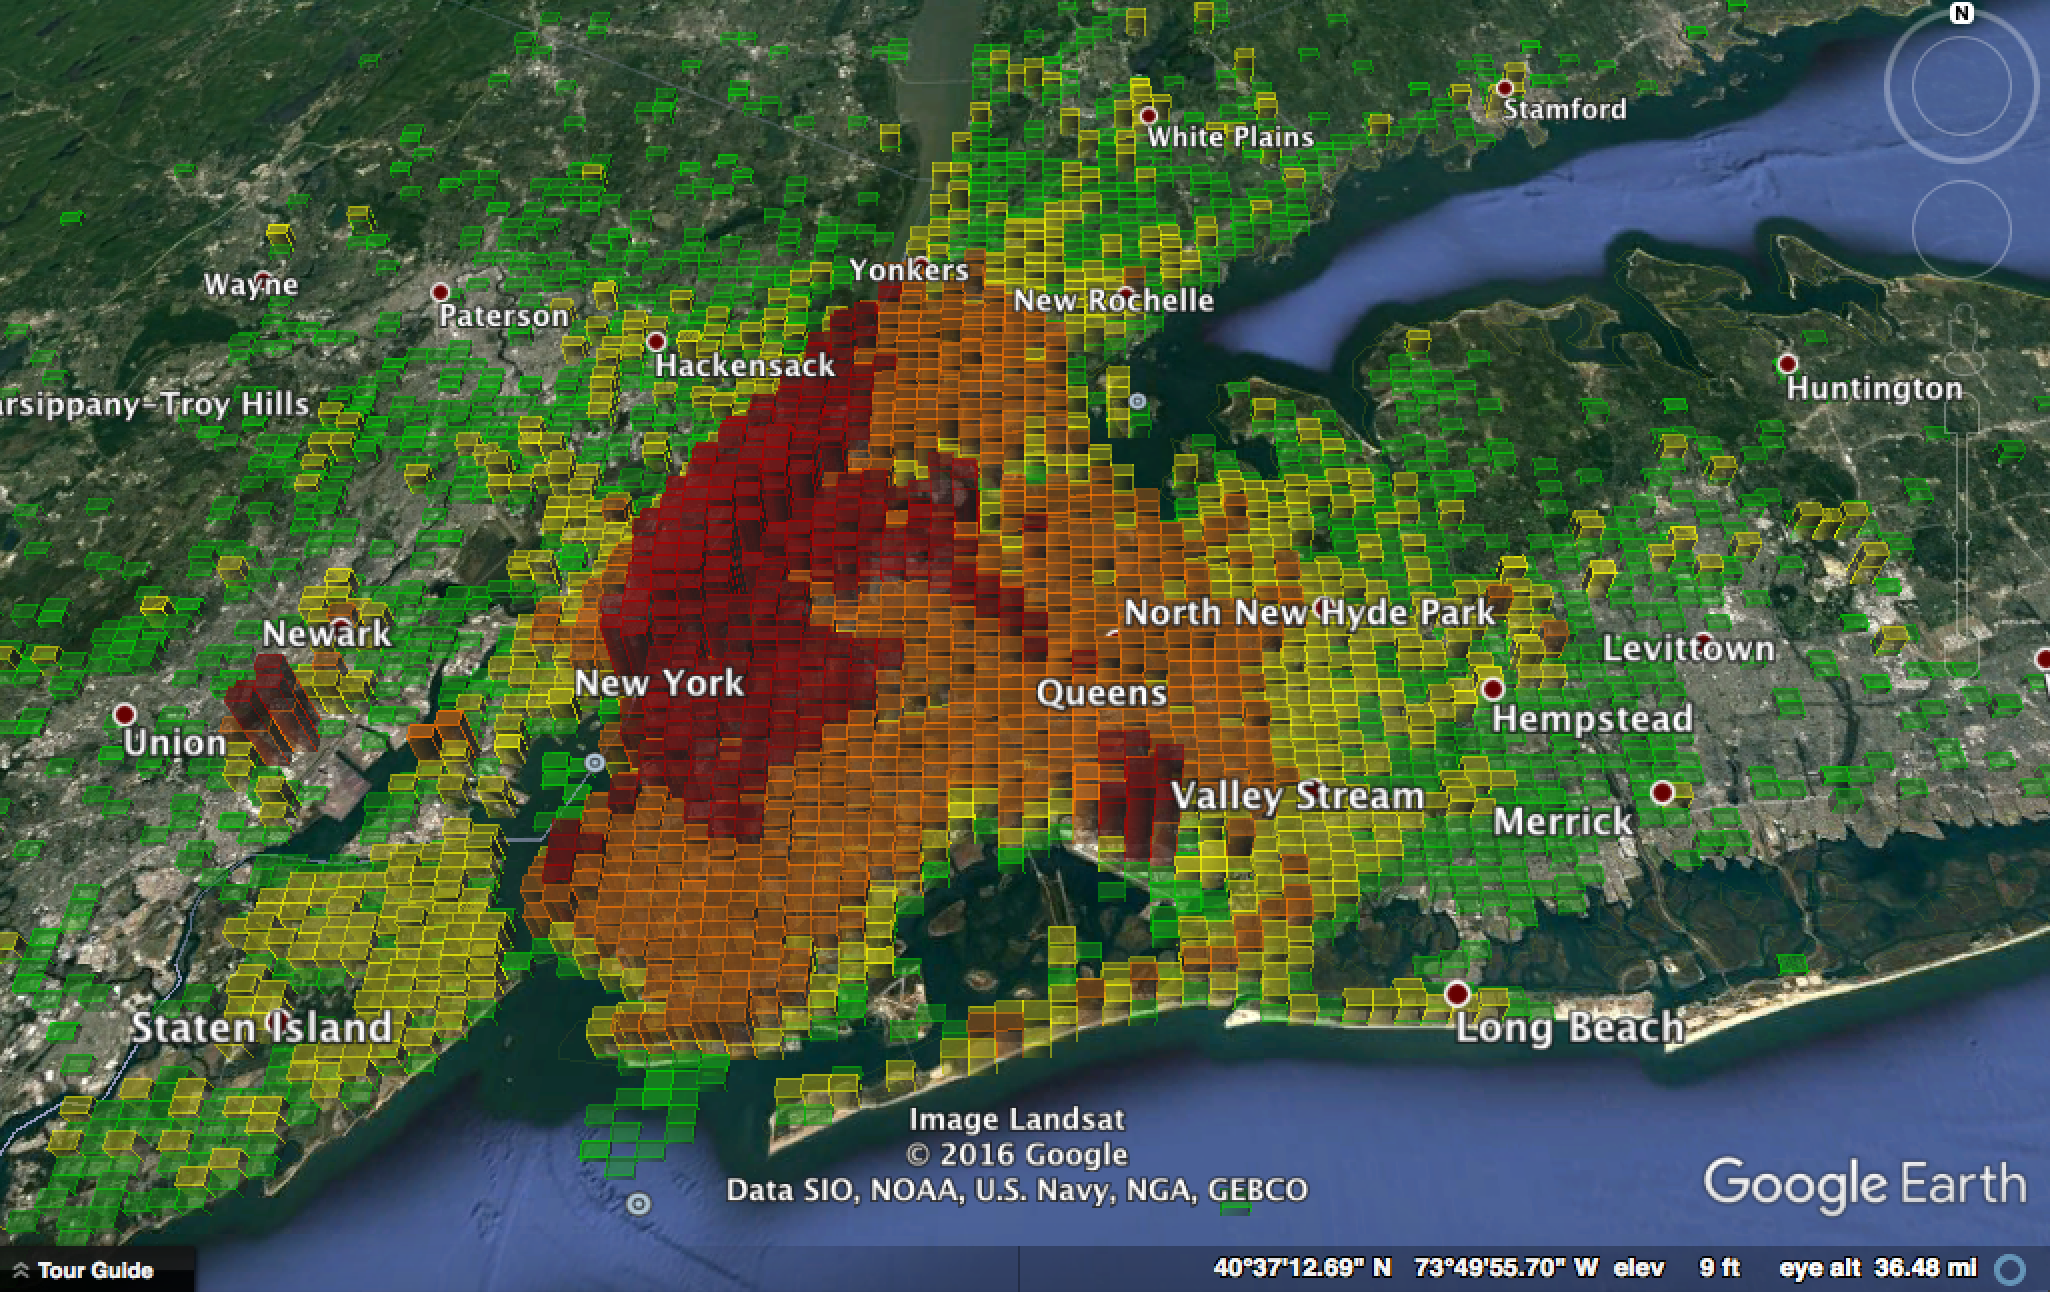 N
Stamford
White Plains
Yonkers
Wayne
New Rochelle
Paterson
Hackensack
Huntington
arsippany-Troy Hills
North New Hyde Park
Newark
Levittown
New York
Queens
Hempstead
Union
Valley Stream
Merrick
Staten Island
Long Beach
Image Landsat
© 2016 Google
Data SIO, NOAA, U.S. Navy, NGA, GEBCO
Google Earth
Tour Guide
40°37'12.69" N 73°49'55.70" W elev 9 ft eye alt 36.48 mi